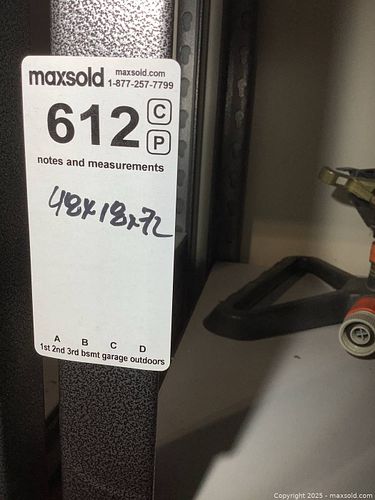 maxsold maxsold.com
1-877-257-7799
612 C
P
notes and measurements
48x18x72
A B C D
1st 2nd 3rd bsmt garage outdoors
Copyright 2025 - maxsold.com